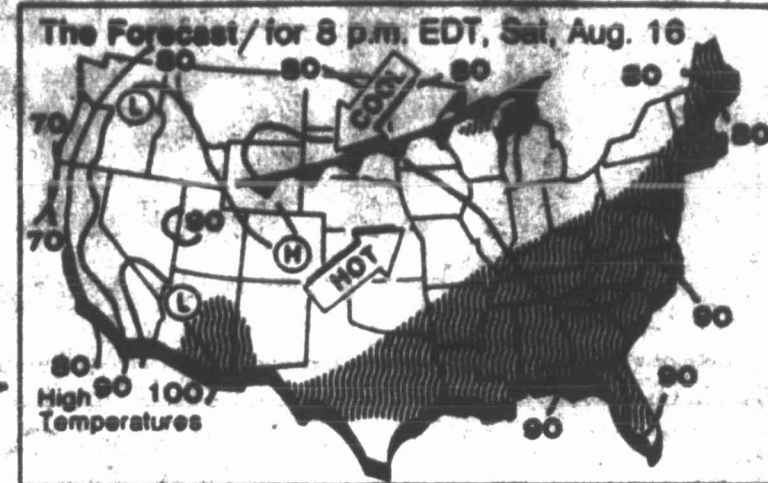 The Forecast/for 8 p.m. EDT, Sat, Aug. 16
80 80 80 80
COOL
L
70
80
90
70
H
HOT
L
90
80 90 100
90
90
High
Temperatures